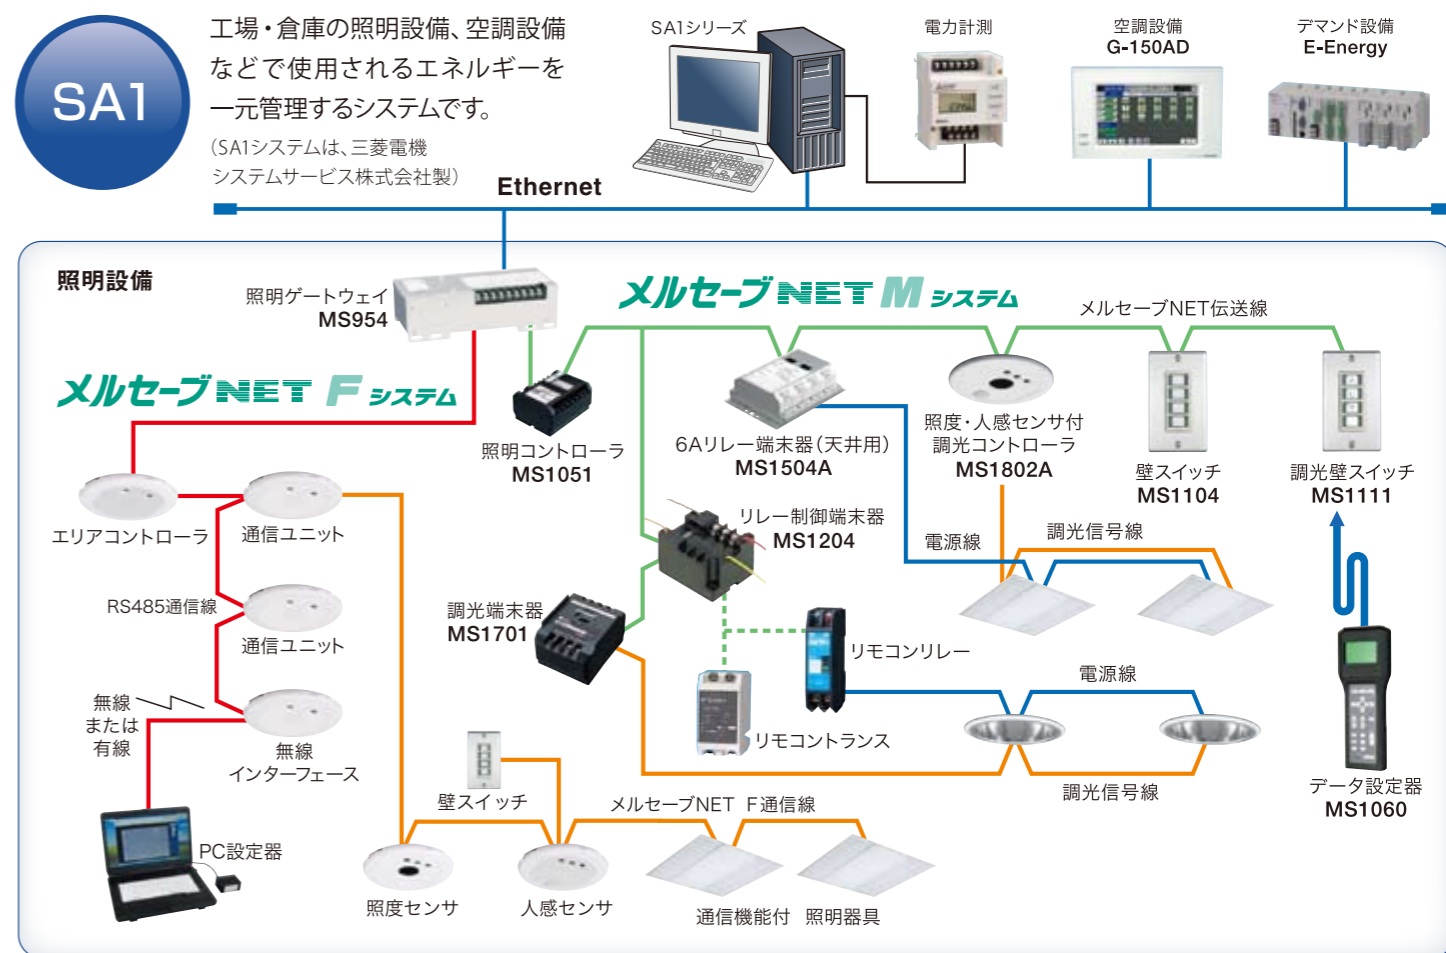 SA1
工場・倉庫の照明設備、空調設備
などで使用されるエネルギーを
一元管理するシステムです。
(SA1システムは、三菱電機
システムサービス株式会社製)
SA1シリーズ
電力計測
空調設備
G-150AD
デマンド設備
E-Energy
Ethernet
照明設備
照明ゲートウェイ
MS954
メルセーブNET M システム
メルセーブNET伝送線
メルセーブNET F システム
照明コントローラ
MS1051
6Aリレー端末器(天井用)
MS1504A
照度・人感センサ付
調光コントローラ
MS1802A
壁スイッチ
MS1104
調光壁スイッチ
MS1111
エリアコントローラ
通信ユニット
リレー制御端末器
MS1204
電源線
調光信号線
RS485通信線
通信ユニット
調光端末器
MS1701
リモコンリレー
リモコントランス
電源線
調光信号線
無線
または
有線
無線
インターフェース
データ設定器
MS1060
壁スイッチ
メルセーブNET F通信線
PC設定器
照度センサ
人感センサ
通信機能付 照明器具